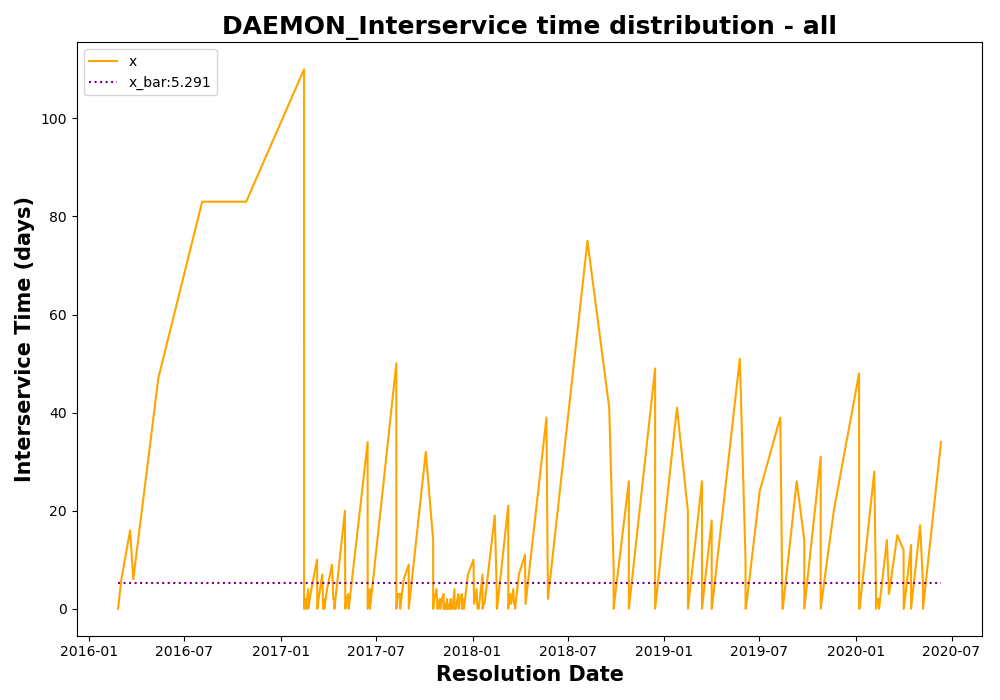 DAEMON_Interservice time distribution - all
x
x_bar:5.291
Interservice Time (days)
100
80
60
40
20
0
2016-01 2016-07 2017-01 2017-07 2018-01 2018-07 2019-01 2019-07 2020-01 2020-07
Resolution Date